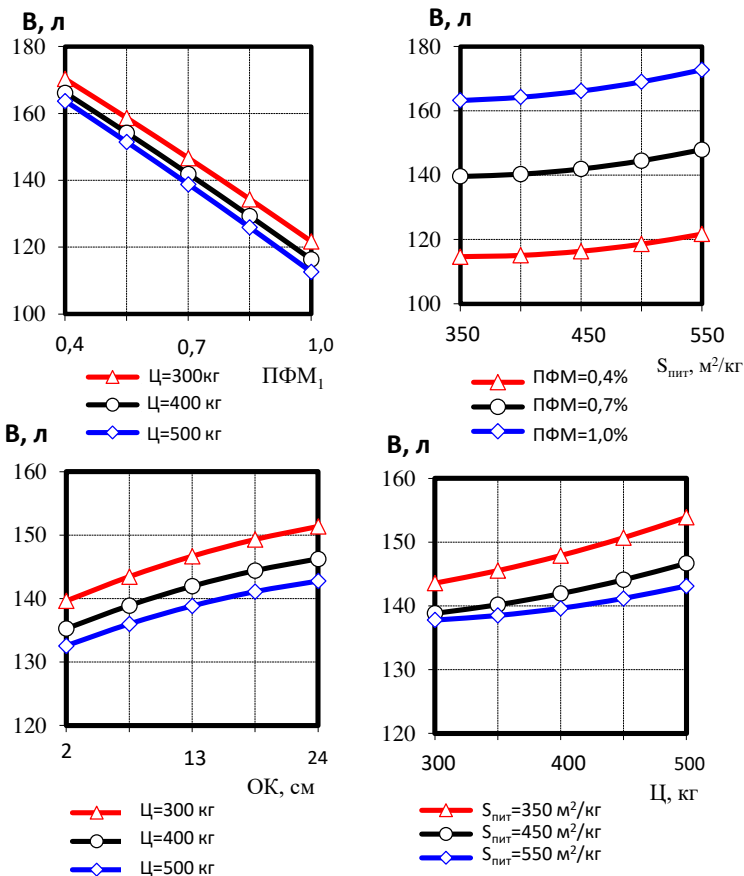 В, л
180
160
140
120
100
0,4
0,7
1,0
ПФМ1
Ц=300кг
Ц=400 кг
Ц=500 кг
В, л
180
160
140
120
100
350
450
550
Sпит, м²/кг
ПФМ=0,4%
ПФМ=0,7%
ПФМ=1,0%
В, л
160
150
140
130
120
2
13
24
ОК, см
Ц=300 кг
Ц=400 кг
Ц=500 кг
В, л
160
150
140
130
120
300
400
500
Ц, кг
Sпит=350 м²/кг
Sпит=450 м²/кг
Sпит=550 м²/кг